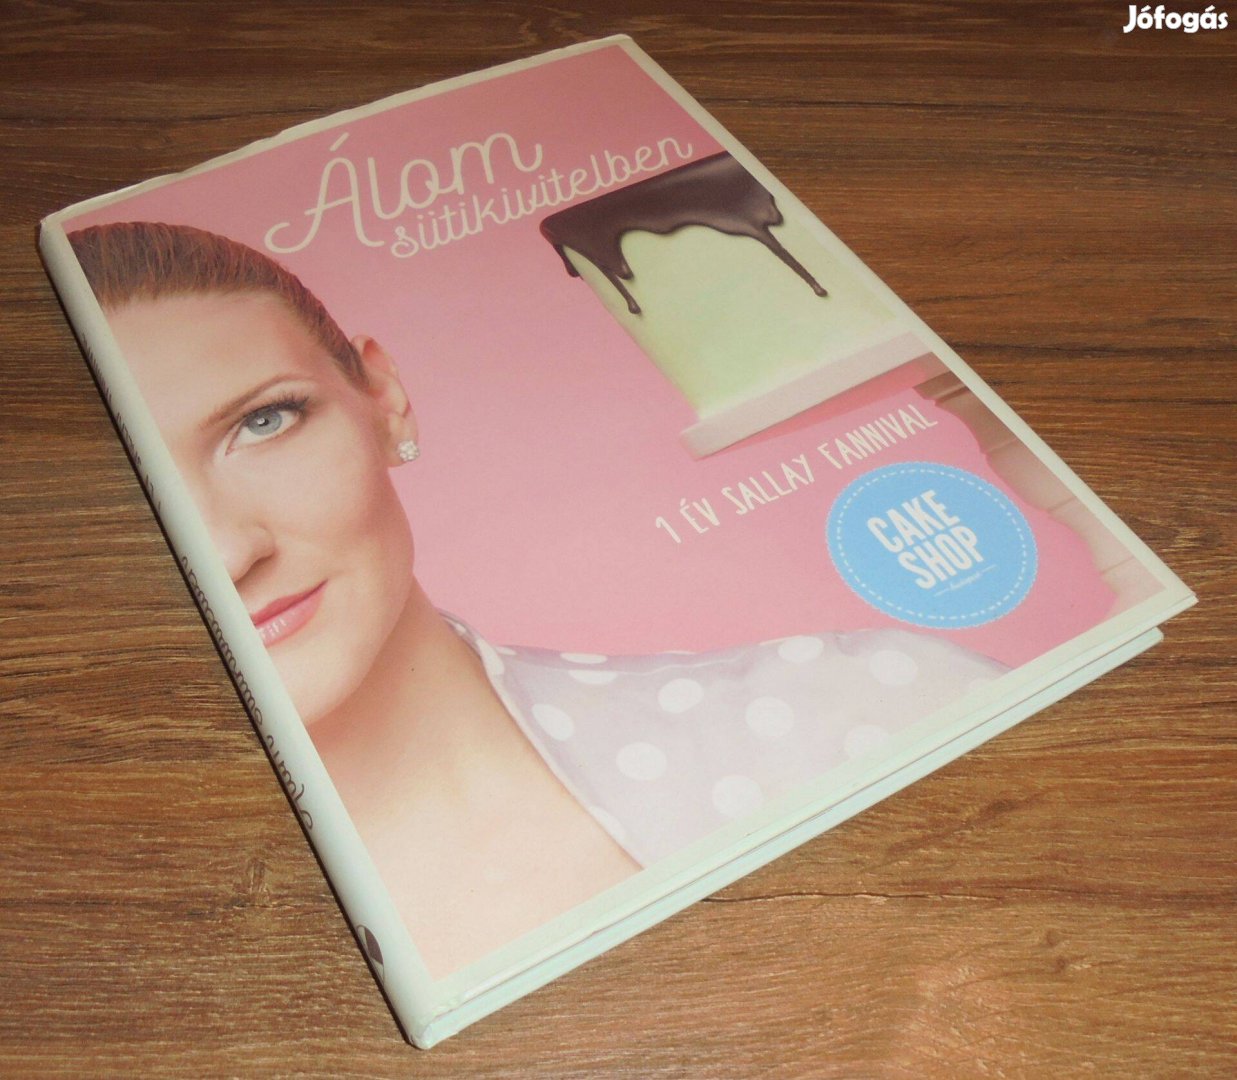 Jófogás
Álom
sütikivitelben
1 ÉV SALLAY FANNIVAL
CAKE
SHOP